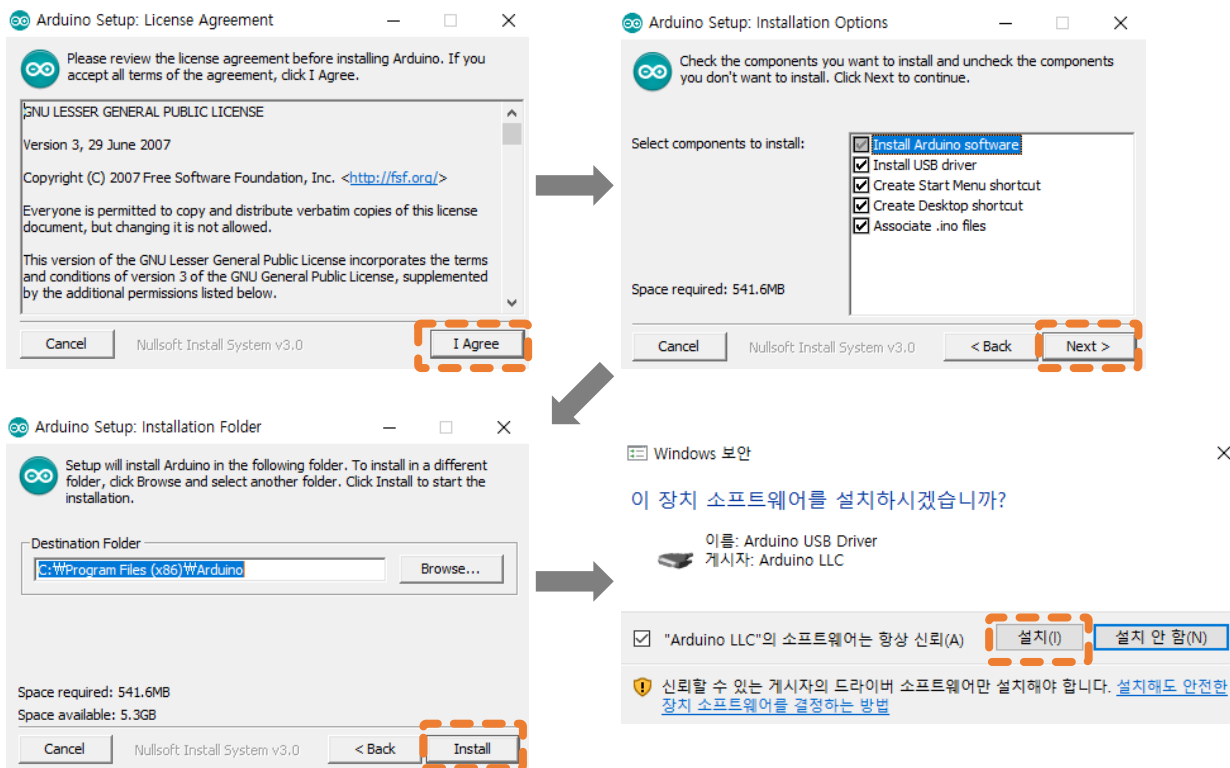 Arduino Setup: License Agreement
Please review the license agreement before installing Arduino. If you
accept all terms of the agreement, click I Agree.
GNU LESSER GENERAL PUBLIC LICENSE
Version 3, 29 June 2007
Copyright (C) 2007 Free Software Foundation, Inc. <http://fsf.org/>
Everyone is permitted to copy and distribute verbatim copies of this license
document, but changing it is not allowed.
This version of the GNU Lesser General Public License incorporates the terms
and conditions of version 3 of the GNU General Public License, supplemented
by the additional permissions listed below.
Cancel
Nullsoft Install System v3.0
I Agree
Arduino Setup: Installation Options
Check the components you want to install and uncheck the components
you don't want to install. Click Next to continue.
Select components to install:
Install Arduino software
Install USB driver
Create Start Menu shortcut
Create Desktop shortcut
Associate .ino files
Space required: 541.6MB
Cancel
Nullsoft Install System v3.0
< Back
Next >
Arduino Setup: Installation Folder
Setup will install Arduino in the following folder. To install in a different
folder, click Browse and select another folder. Click Install to start the
installation.
Destination Folder
C:₩Program Files (x86)₩Arduino
Browse...
Space required: 541.6MB
Space available: 5.3GB
Cancel
Nullsoft Install System v3.0
< Back
Install
Windows 보안
이 장치 소프트웨어를 설치하시겠습니까?
이름: Arduino USB Driver
게시자: Arduino LLC
"Arduino LLC"의 소프트웨어는 항상 신뢰(A)
설치(I)
설치 안 함(N)
신뢰할 수 있는 게시자의 드라이버 소프트웨어만 설치해야 합니다. 설치해도 안전한
장치 소프트웨어를 결정하는 방법